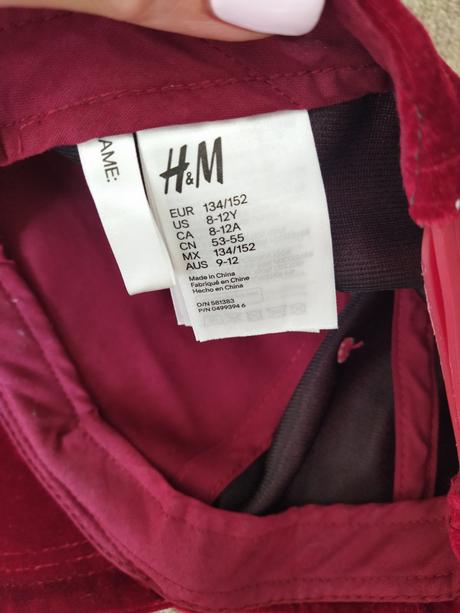 AME:
H&M
EUR 134/152
US 8-12Y
CA 8-12A
CN 53-55
MX 134/152
AUS 9-12
Made in China
Fabriqué en Chine
Hecho en China
O/N 581383
P/N 0499394 6